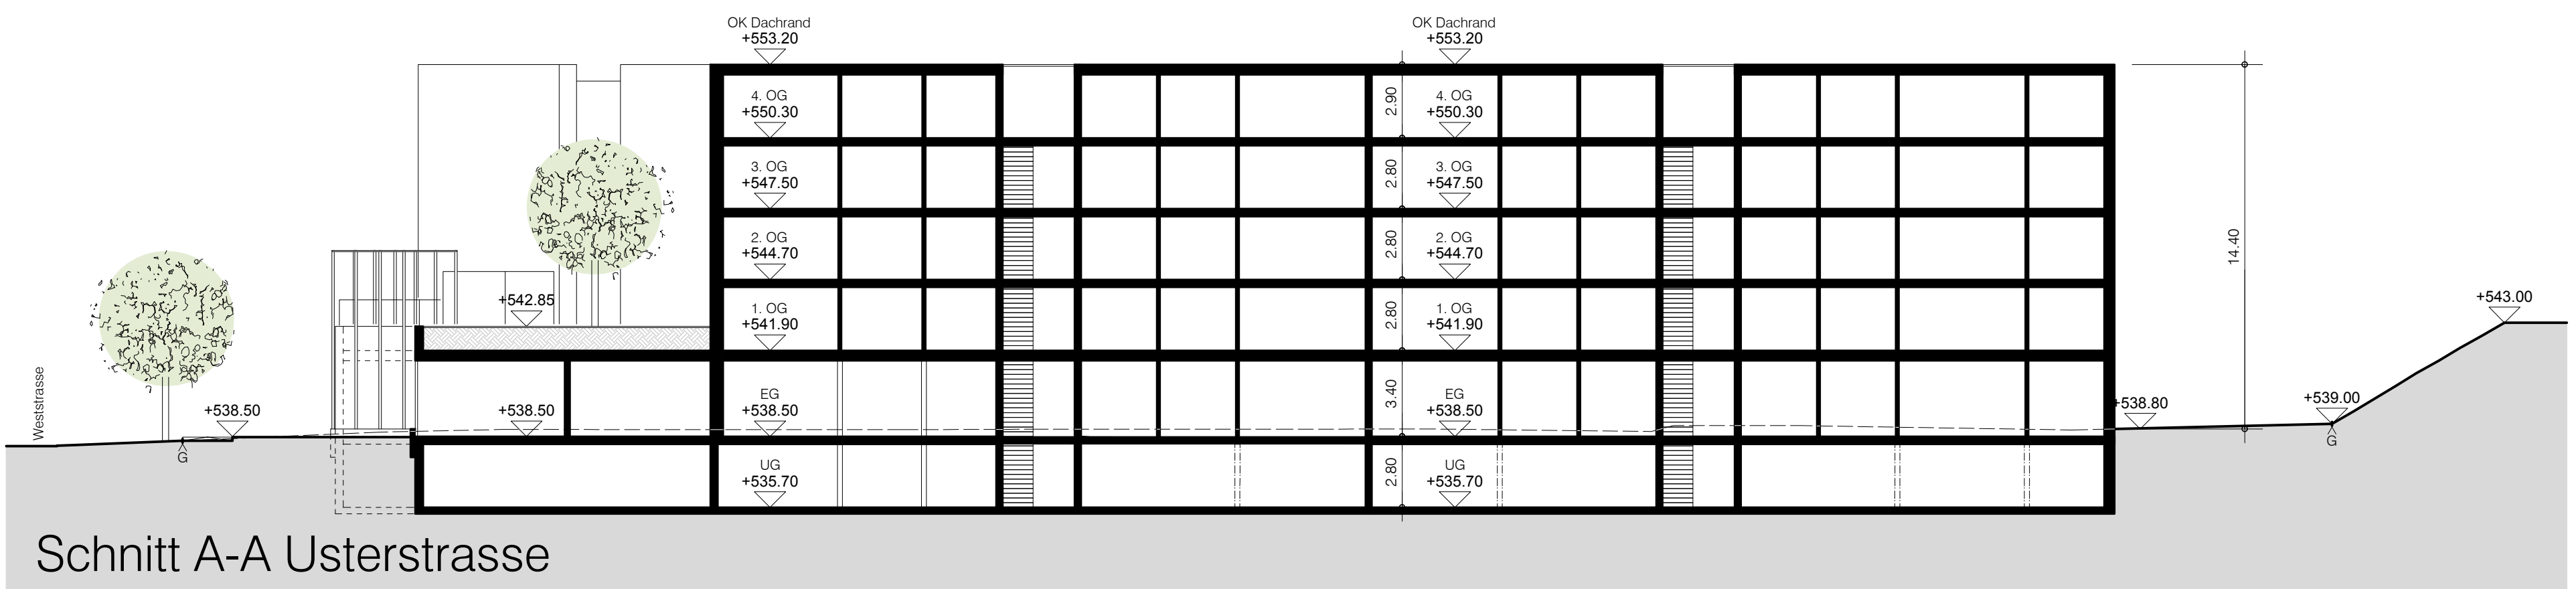 OK Dachrand
+553.20
OK Dachrand
+553.20
4. OG
+550.30
2.90
4. OG
+550.30
3. OG
+547.50
2.80
3. OG
+547.50
2. OG
+544.70
2.80
2. OG
+544.70
14.40
+542.85
1. OG
+541.90
2.80
1. OG
+541.90
+543.00
Weststrasse
+538.50
+538.50
EG
+538.50
3.40
EG
+538.50
+538.80
+539.00
G
G
UG
+535.70
2.80
UG
+535.70
Schnitt A-A Usterstrasse